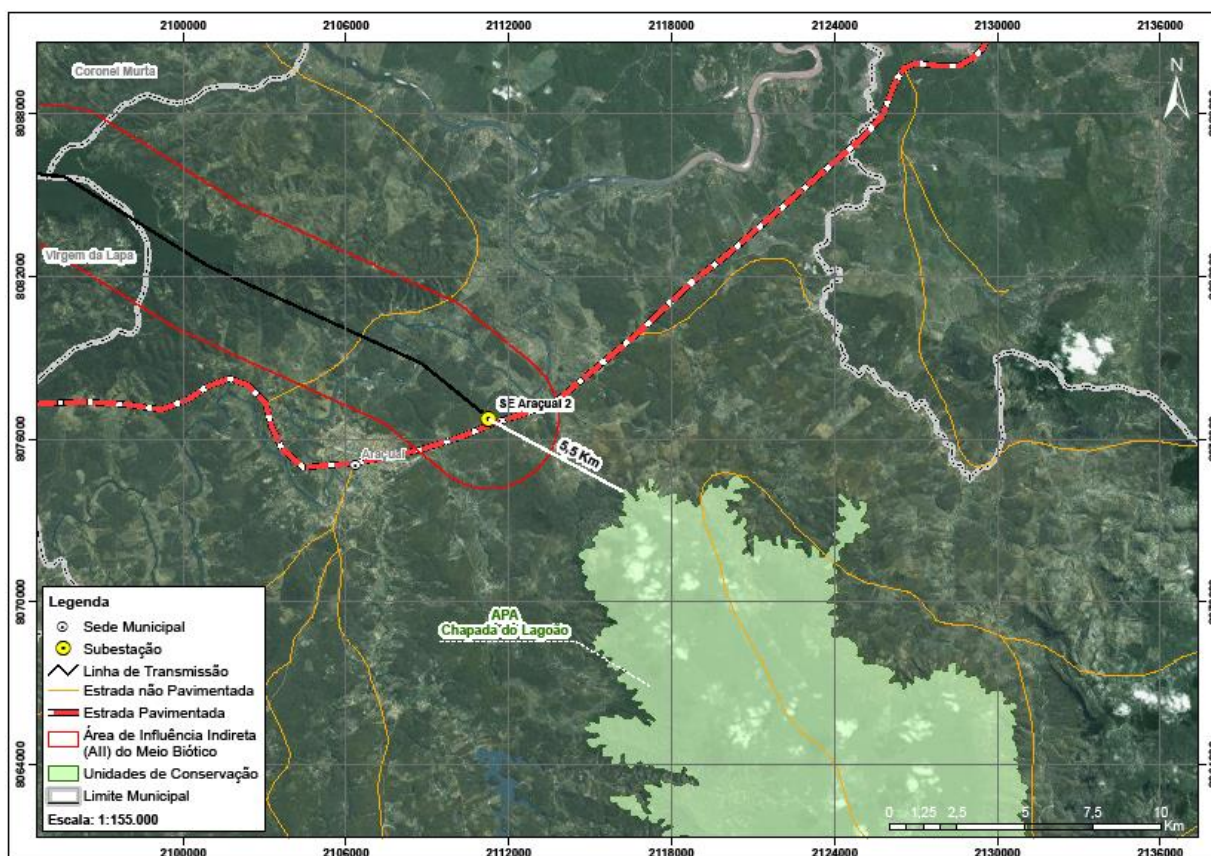 2100000 2106000 2112000 2118000 2124000 2130000 2136000
N
Coronel Murta
8088000
Virgem da Lapa
8082000
SE Araçuaí 2
8076000
Araçuaí
5,5 Km
8070000
APA
Chapada do Lagoão
8064000
Legenda
Sede Municipal
Subestação
Linha de Transmissão
Estrada não Pavimentada
Estrada Pavimentada
Área de Influência Indireta
(AII) do Meio Biótico
Unidades de Conservação
Limite Municipal
Escala: 1:155.000
0 1,25 2,5 5 7,5 10
Km
2100000 2106000 2112000 2118000 2124000 2130000 2136000